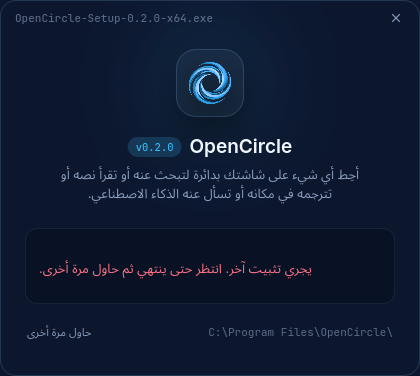 OpenCircle-Setup-0.2.0-x64.exe
OpenCircle v0.2.0
أحِط أي شيء على شاشتك بدائرة لتبحث عنه أو تقرأ نصه أو
تترجمه في مكانه أو تسأل عنه الذكاء الاصطناعي.
يجري تثبيت آخر. انتظر حتى ينتهي ثم حاول مرة أخرى.
حاول مرة أخرى
C:\Program Files\OpenCircle\